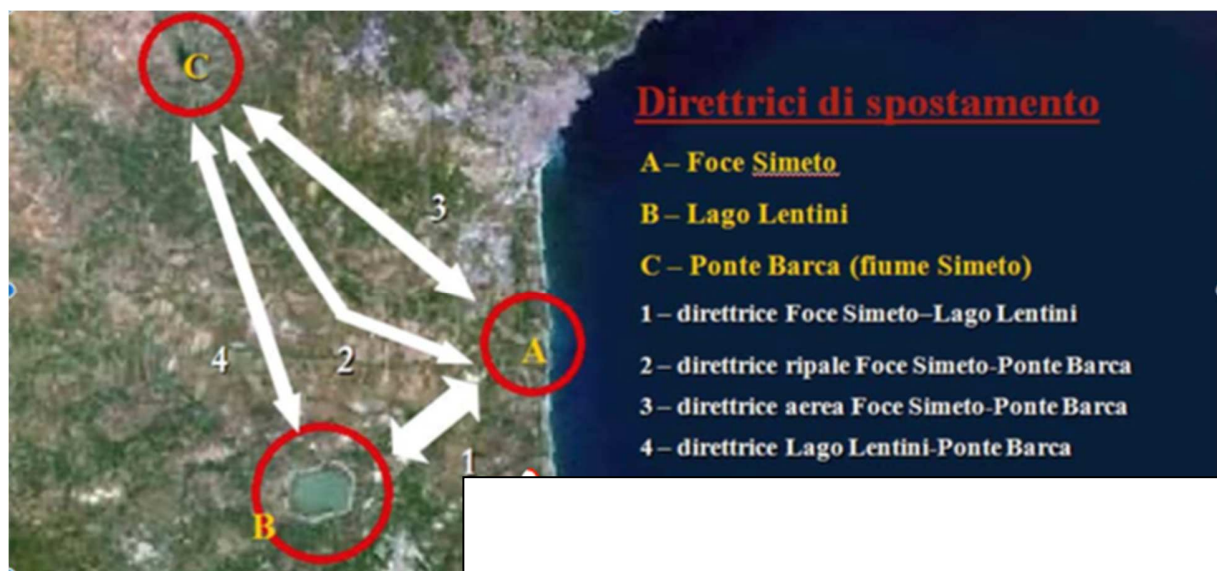 C
Direttrici di spostamento
A – Foce Simeto
B – Lago Lentini
C – Ponte Barca (fiume Simeto)
1 – direttrice Foce Simeto–Lago Lentini
2 – direttrice ripale Foce Simeto-Ponte Barca
3 – direttrice aerea Foce Simeto-Ponte Barca
4 – direttrice Lago Lentini-Ponte Barca
3
4
2
A
1
B